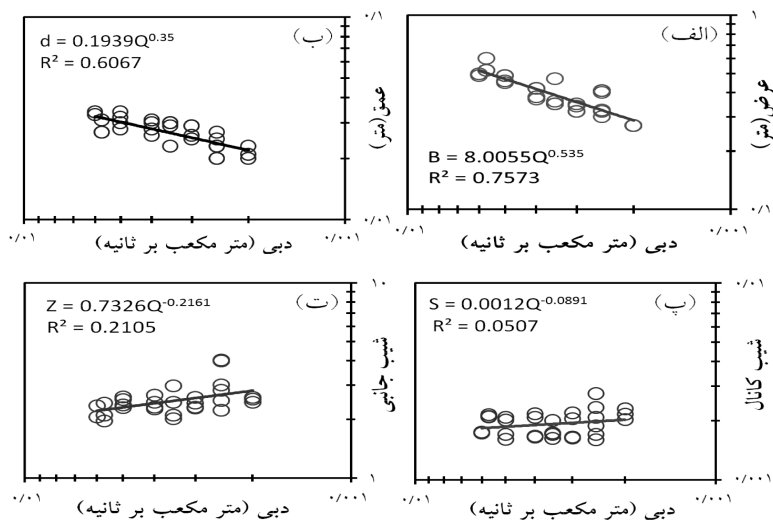 (الف)
۱
عرض(متر)
B = 8.0055Q^0.535
R² = 0.7573
۰/۱
۰/۰۱
۰/۰۰۱
دبی (متر مکعب بر ثانیه)
(ب)
۰/۱
عمق(متر)
d = 0.1939Q^0.35
R² = 0.6067
۰/۰۱
۰/۰۱
۰/۰۰۱
دبی (متر مکعب بر ثانیه)
(پ)
۰/۰۱
شیب کانال
S = 0.0012Q^-0.0891
R² = 0.0507
۰/۰۰۱
۰/۰۱
۰/۰۰۱
دبی (متر مکعب بر ثانیه)
(ت)
۱۰
شیب جانبی
Z = 0.7326Q^-0.2161
R² = 0.2105
۱
۰/۰۱
۰/۰۰۱
دبی (متر مکعب بر ثانیه)